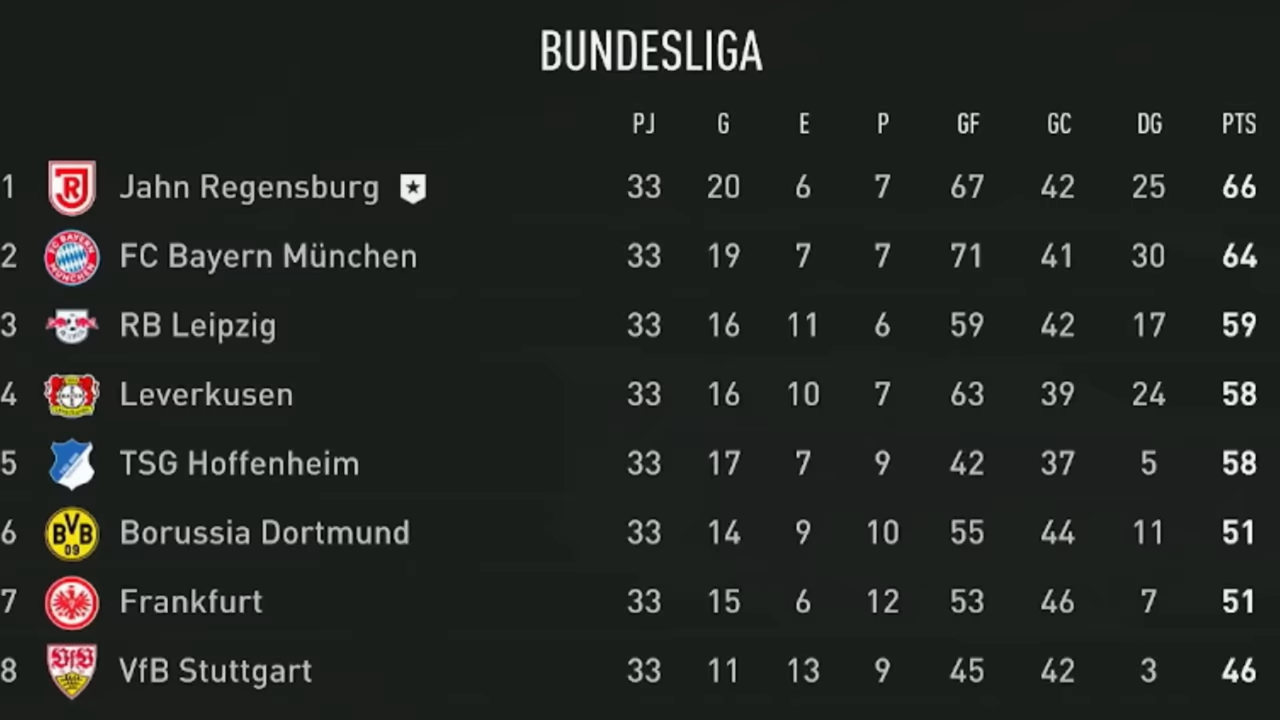 BUNDESLIGA
PJ G E P GF GC DG PTS
1 Jahn Regensburg 33 20 6 7 67 42 25 66
2 FC Bayern München 33 19 7 7 71 41 30 64
3 RB Leipzig 33 16 11 6 59 42 17 59
4 Leverkusen 33 16 10 7 63 39 24 58
5 TSG Hoffenheim 33 17 7 9 42 37 5 58
6 BVB 09 Borussia Dortmund 33 14 9 10 55 44 11 51
7 Frankfurt 33 15 6 12 53 46 7 51
8 VfB Stuttgart 33 11 13 9 45 42 3 46